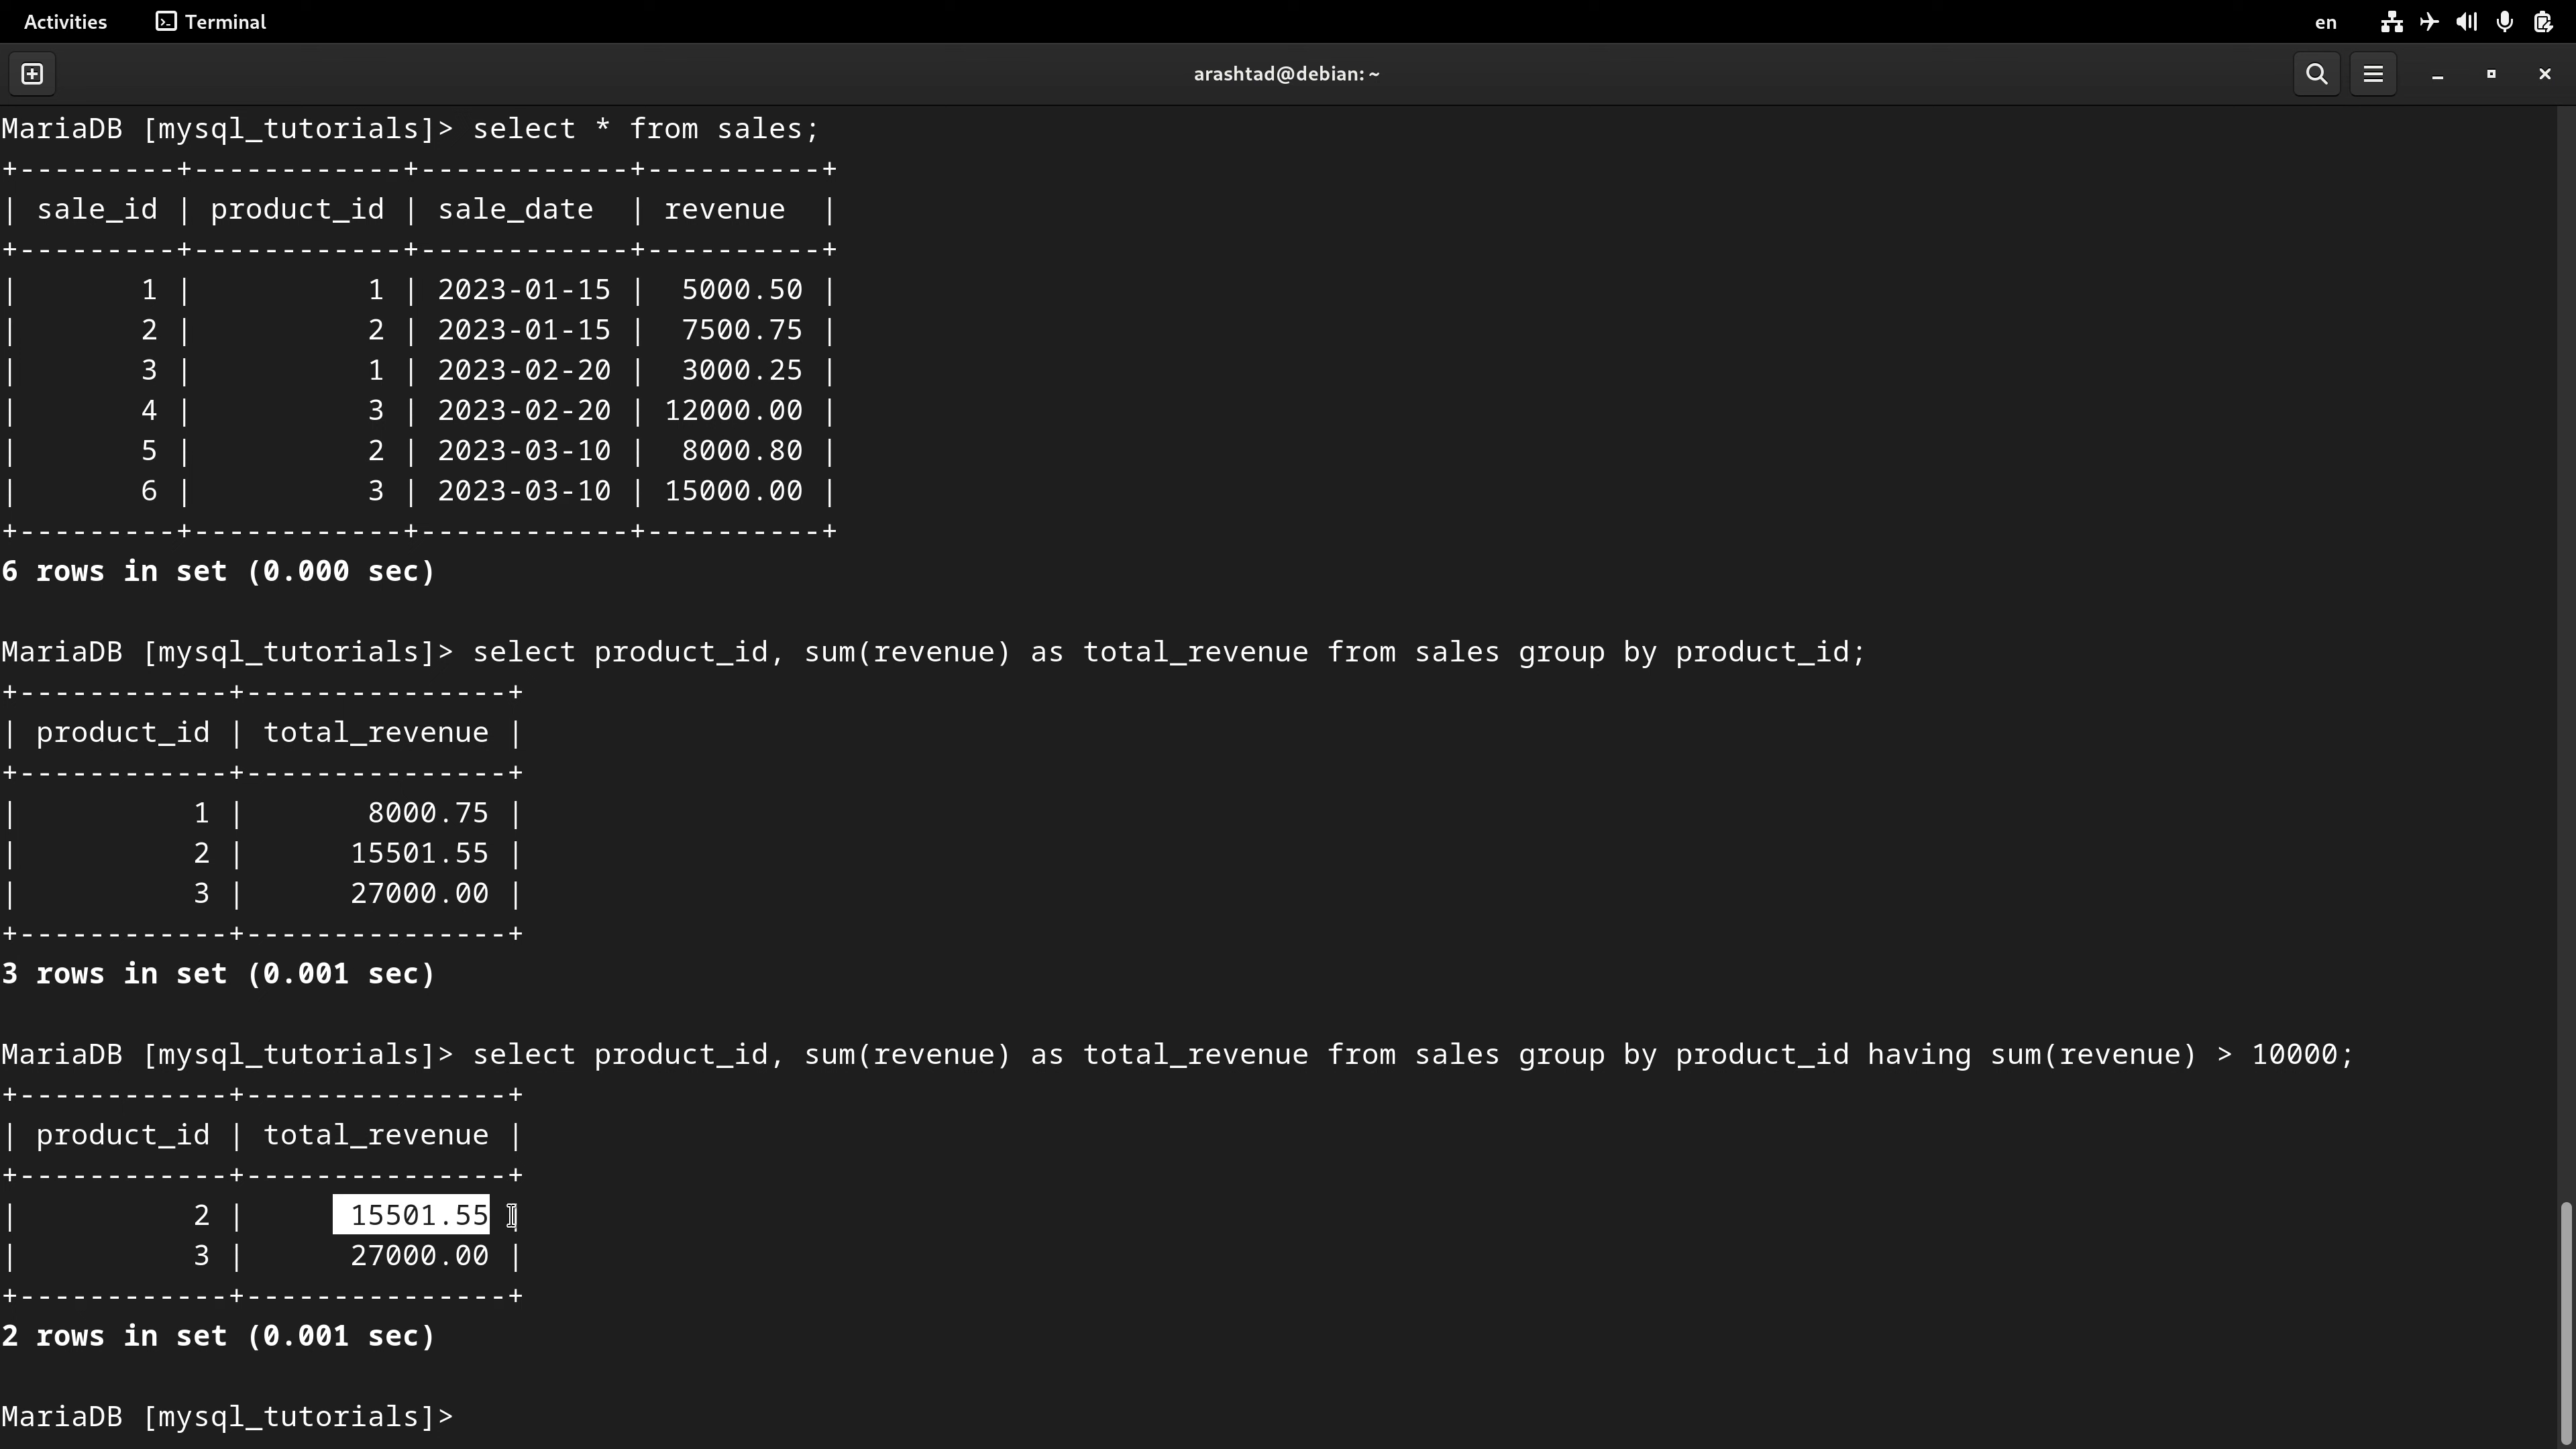 Activities Terminal en
arashtad@debian: ~
MariaDB [mysql_tutorials]> select * from sales;
+---------+------------+------------+----------+
| sale_id | product_id | sale_date  | revenue  |
+---------+------------+------------+----------+
|       1 |          1 | 2023-01-15 |  5000.50 |
|       2 |          2 | 2023-01-15 |  7500.75 |
|       3 |          1 | 2023-02-20 |  3000.25 |
|       4 |          3 | 2023-02-20 | 12000.00 |
|       5 |          2 | 2023-03-10 |  8000.80 |
|       6 |          3 | 2023-03-10 | 15000.00 |
+---------+------------+------------+----------+
6 rows in set (0.000 sec)
MariaDB [mysql_tutorials]> select product_id, sum(revenue) as total_revenue from sales group by product_id;
+------------+---------------+
| product_id | total_revenue |
+------------+---------------+
|          1 |       8000.75 |
|          2 |      15501.55 |
|          3 |      27000.00 |
+------------+---------------+
3 rows in set (0.001 sec)
MariaDB [mysql_tutorials]> select product_id, sum(revenue) as total_revenue from sales group by product_id having sum(revenue) > 10000;
+------------+---------------+
| product_id | total_revenue |
+------------+---------------+
|          2 |      15501.55 |
|          3 |      27000.00 |
+------------+---------------+
2 rows in set (0.001 sec)
MariaDB [mysql_tutorials]>